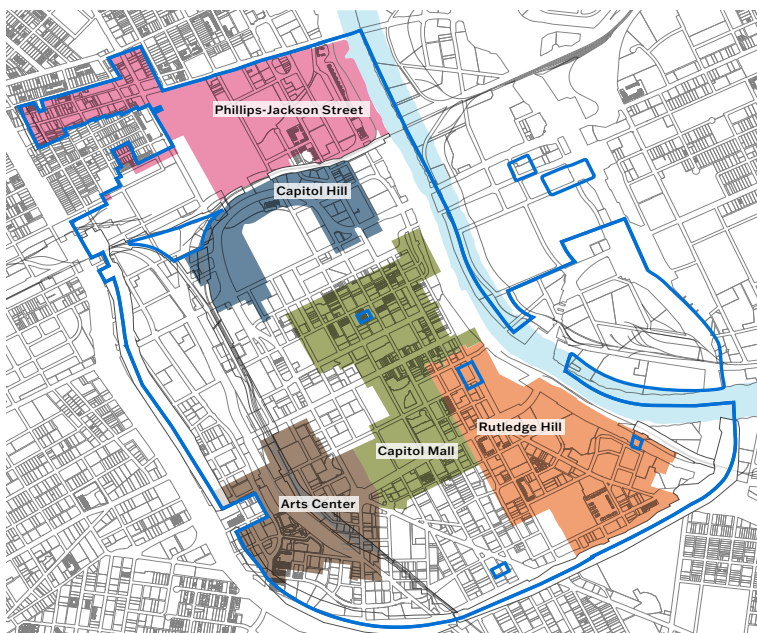 Phillips-Jackson Street
Capitol Hill
Rutledge Hill
Capitol Mall
Arts Center